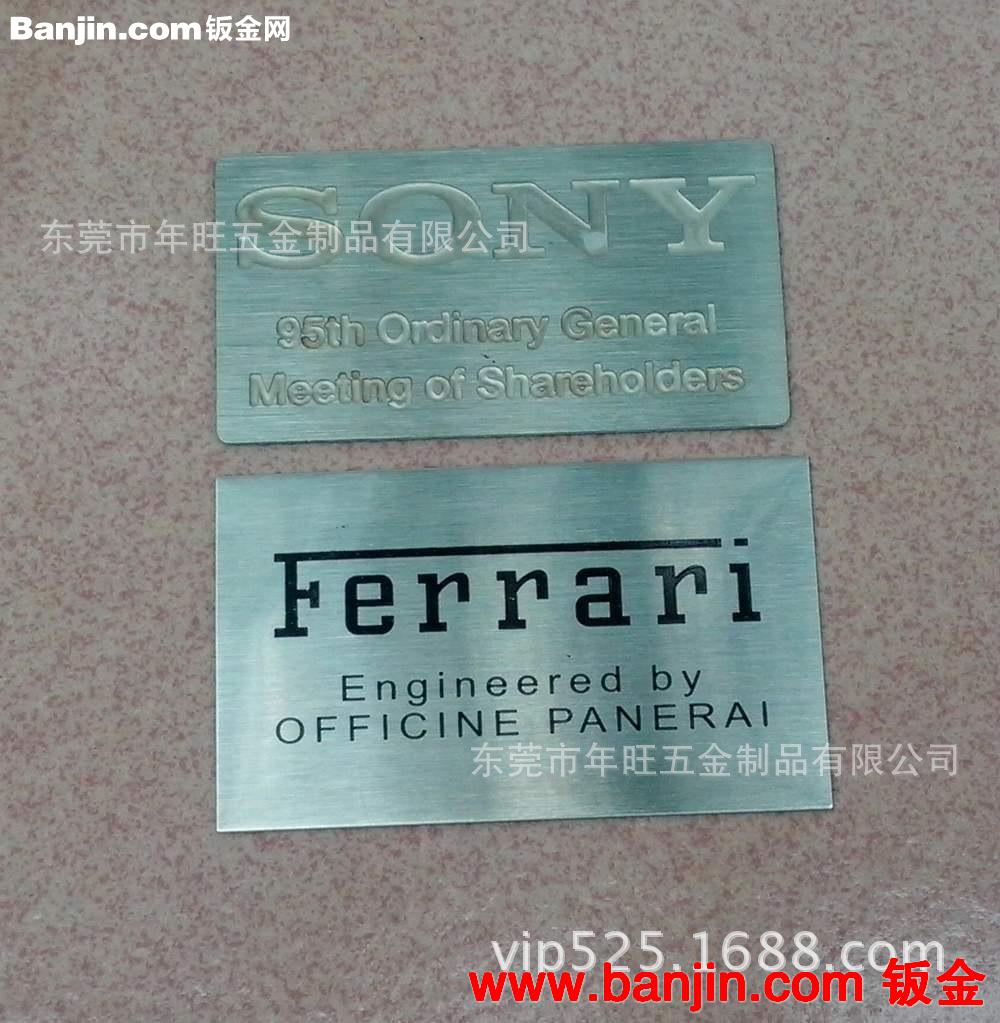 Banjin.com钣金网
SONY
东莞市年旺五金制品有限公司
95th Ordinary General
Meeting of Shareholders
Ferrari
Engineered by
OFFICINE PANERAI
东莞市年旺五金制品有限公司
vip525.1688.com
www.banjin.com 钣金